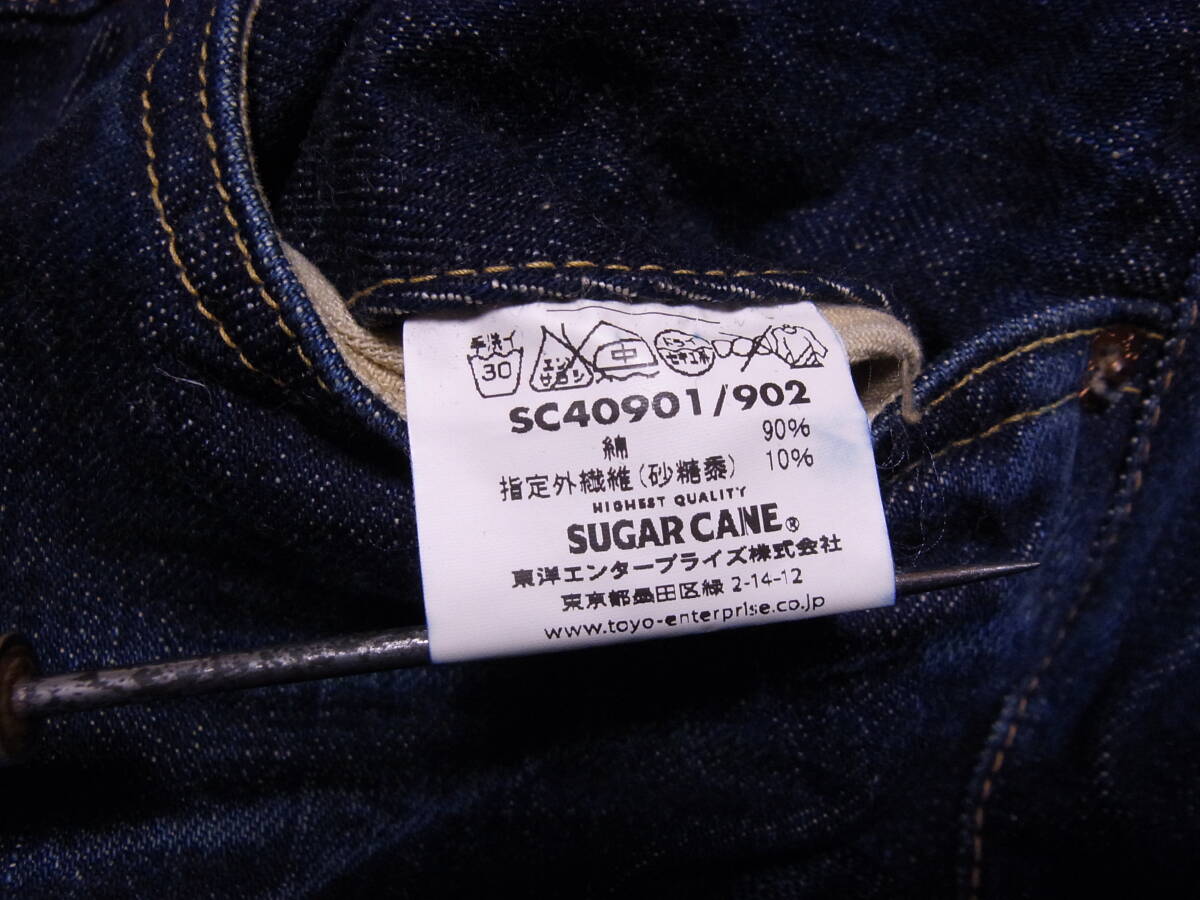 手洗イ
30
エンソ
サラシ
中
ドライ
セキユ系
SC40901/902
綿 90%
指定外繊維(砂糖黍) 10%
HIGHEST QUALITY
SUGAR CANE®
東洋エンタープライズ株式会社
東京都墨田区緑 2-14-12
www.toyo-enterprise.co.jp